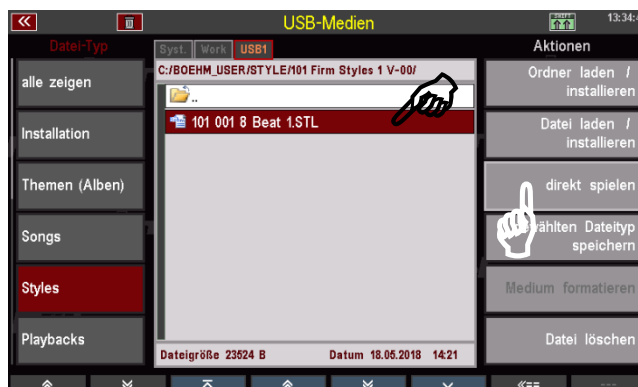 USB-Medien
13:34:4
Datei-Typ
Syst. Work USB1
Aktionen
C:/BOEHM_USER/STYLE/101 Firm Styles 1 V-00/
alle zeigen
..
Ordner laden /
installieren
101 001 8 Beat 1.STL
Installation
Datei laden /
installieren
Themen (Alben)
direkt spielen
Songs
wählten Dateityp
speichern
Styles
Medium formatieren
Playbacks
Datei löschen
Dateigröße 23524 B Datum 18.05.2018 14:21